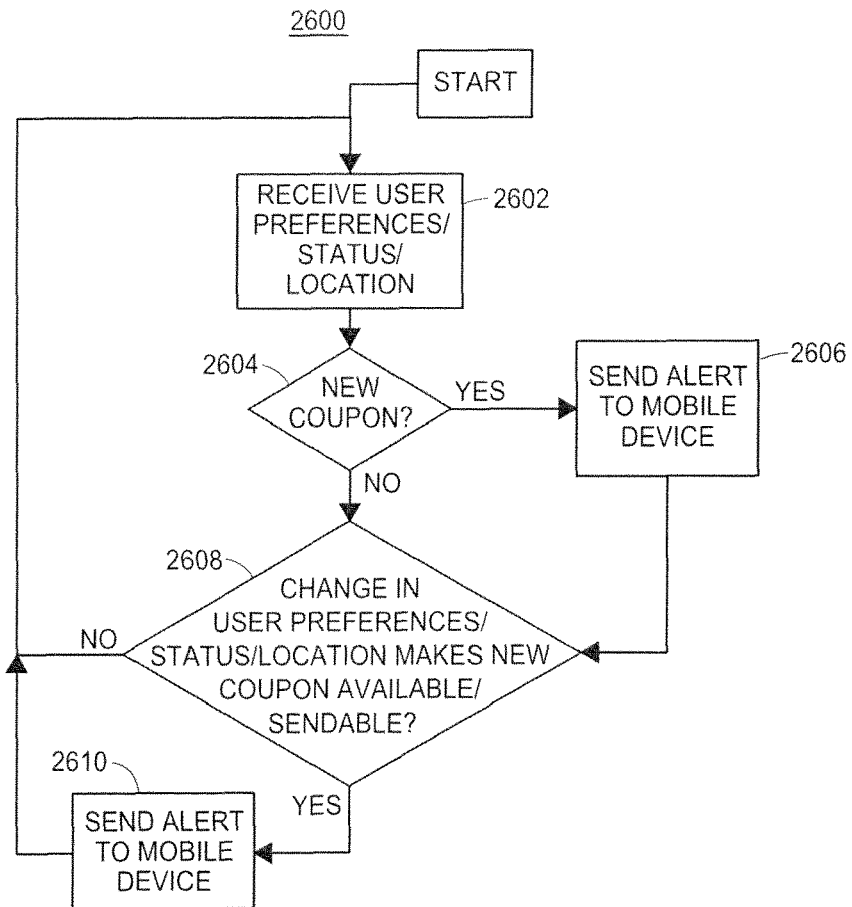 2600
START
RECEIVE USER
PREFERENCES/
STATUS/
LOCATION
2602
2604
NEW
COUPON?
YES
SEND ALERT
TO MOBILE
DEVICE
2606
NO
2608
CHANGE IN
USER PREFERENCES/
STATUS/LOCATION MAKES NEW
COUPON AVAILABLE/
SENDABLE?
NO
YES
2610
SEND ALERT
TO MOBILE
DEVICE